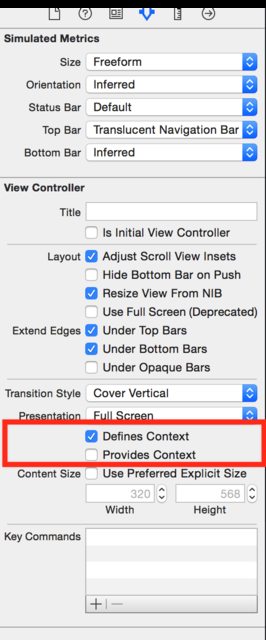 Simulated Metrics
Size Freeform
Orientation Inferred
Status Bar Default
Top Bar Translucent Navigation Bar
Bottom Bar Inferred
View Controller
Title
Is Initial View Controller
Layout Adjust Scroll View Insets
Hide Bottom Bar on Push
Resize View From NIB
Use Full Screen (Deprecated)
Extend Edges Under Top Bars
Under Bottom Bars
Under Opaque Bars
Transition Style Cover Vertical
Presentation Full Screen
Defines Context
Provides Context
Content Size Use Preferred Explicit Size
320 568
Width Height
Key Commands